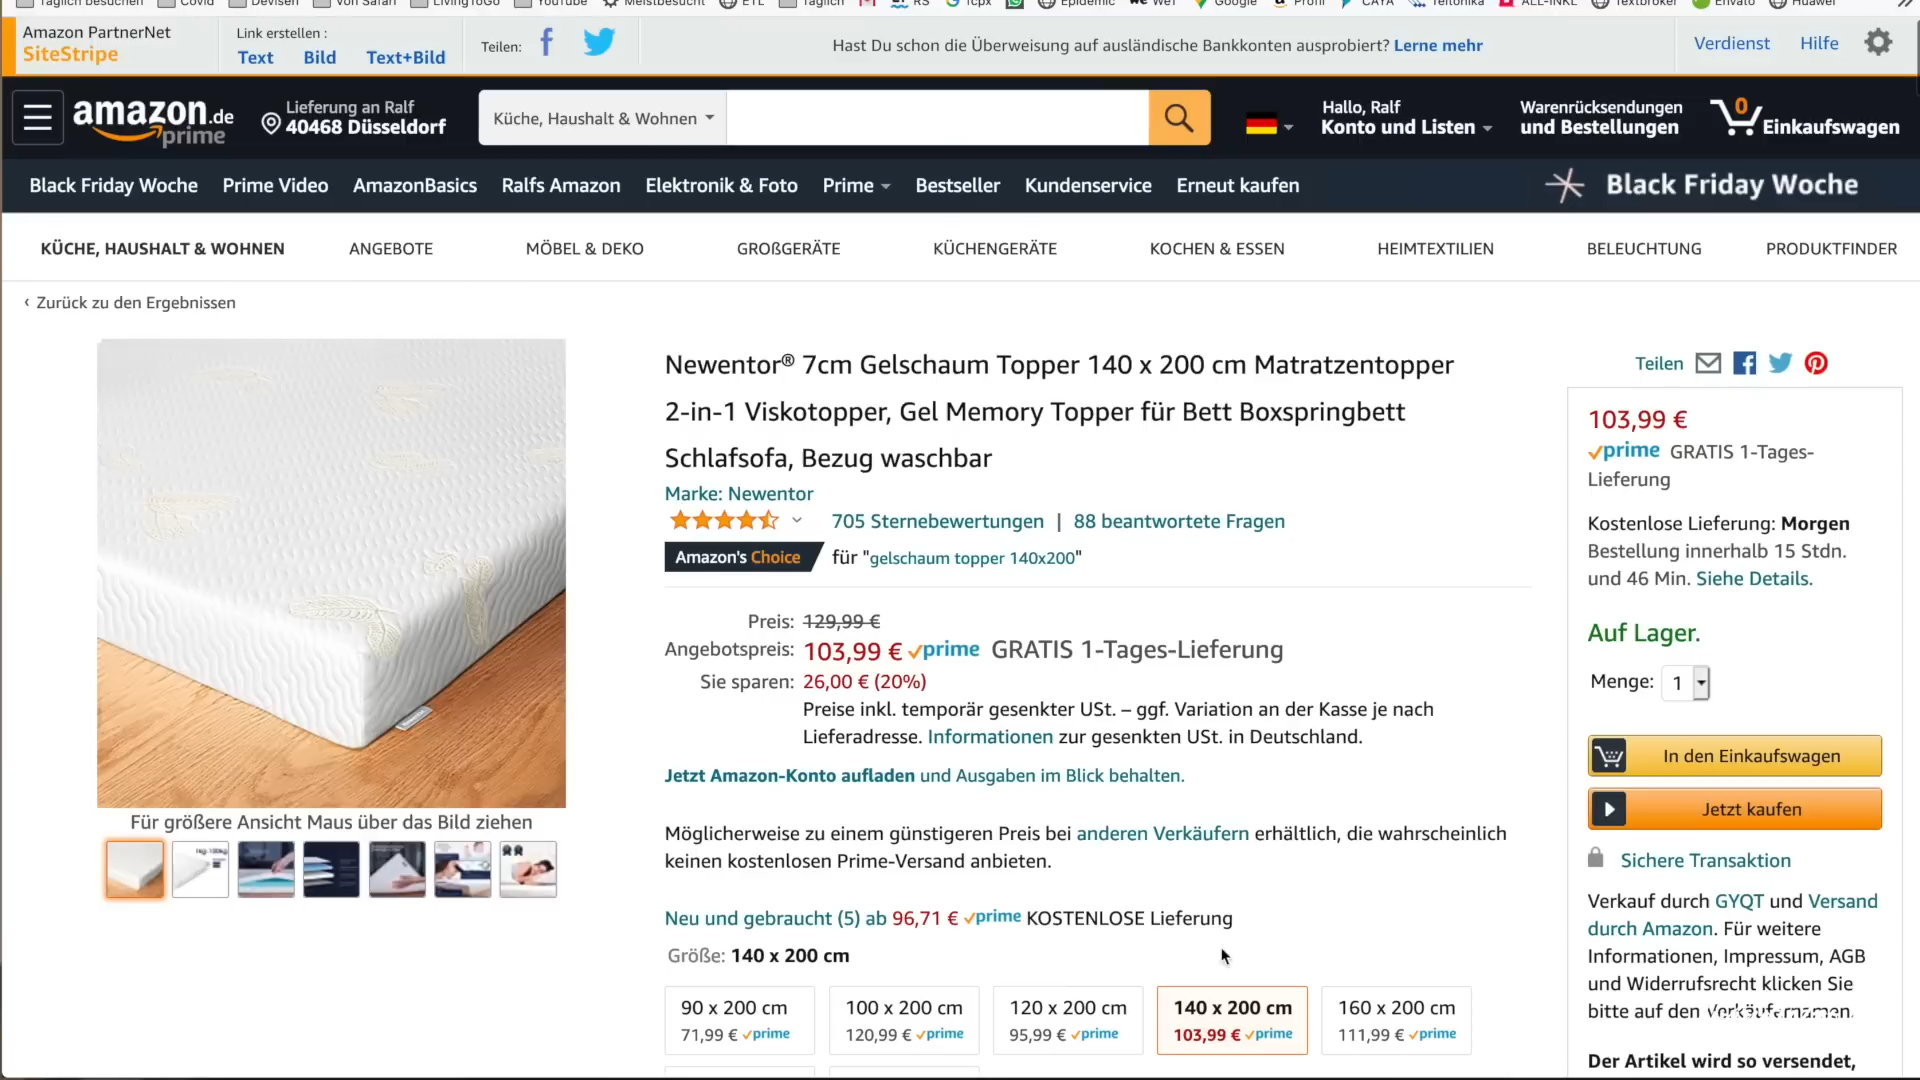 Täglich besuchen Covid Devisen Von Safari LivingToGo YouTube Meistbesucht ETL Täglich RS Tcpx Epidemic WeT Google Profil CAYA Teltonika ALL-INKL Textbroker Envato Huawei
Amazon PartnerNet
SiteStripe
Link erstellen :
Text Bild Text+Bild
Teilen:
Hast Du schon die Überweisung auf ausländische Bankkonten ausprobiert? Lerne mehr
Verdienst Hilfe
amazon.de
prime
Lieferung an Ralf
40468 Düsseldorf
Küche, Haushalt & Wohnen
Hallo, Ralf
Konto und Listen
Warenrücksendungen
und Bestellungen
0
Einkaufswagen
Black Friday Woche Prime Video AmazonBasics Ralfs Amazon Elektronik & Foto Prime Bestseller Kundenservice Erneut kaufen
Black Friday Woche
KÜCHE, HAUSHALT & WOHNEN ANGEBOTE MÖBEL & DEKO GROßGERÄTE KÜCHENGERÄTE KOCHEN & ESSEN HEIMTEXTILIEN BELEUCHTUNG PRODUKTFINDER
‹ Zurück zu den Ergebnissen
Für größere Ansicht Maus über das Bild ziehen
Newentor® 7cm Gelschaum Topper 140 x 200 cm Matratzentopper
2-in-1 Viskotopper, Gel Memory Topper für Bett Boxspringbett
Schlafsofa, Bezug waschbar
Marke: Newentor
705 Sternebewertungen | 88 beantwortete Fragen
Amazon's Choice für "gelschaum topper 140x200"
Preis: 129,99 €
Angebotspreis: 103,99 € prime GRATIS 1-Tages-Lieferung
Sie sparen: 26,00 € (20%)
Preise inkl. temporär gesenkter USt. – ggf. Variation an der Kasse je nach
Lieferadresse. Informationen zur gesenkten USt. in Deutschland.
Jetzt Amazon-Konto aufladen und Ausgaben im Blick behalten.
Möglicherweise zu einem günstigeren Preis bei anderen Verkäufern erhältlich, die wahrscheinlich
keinen kostenlosen Prime-Versand anbieten.
Neu und gebraucht (5) ab 96,71 € prime KOSTENLOSE Lieferung
Größe: 140 x 200 cm
90 x 200 cm 100 x 200 cm 120 x 200 cm 140 x 200 cm 160 x 200 cm
71,99 € prime 120,99 € prime 95,99 € prime 103,99 € prime 111,99 € prime
Teilen
103,99 €
prime GRATIS 1-Tages-
Lieferung
Kostenlose Lieferung: Morgen
Bestellung innerhalb 15 Stdn.
und 46 Min. Siehe Details.
Auf Lager.
Menge: 1
In den Einkaufswagen
Jetzt kaufen
Sichere Transaktion
Verkauf durch GYQT und Versand
durch Amazon. Für weitere
Informationen, Impressum, AGB
und Widerrufsrecht klicken Sie
bitte auf den Verkäufernamen.
Der Artikel wird so versendet,